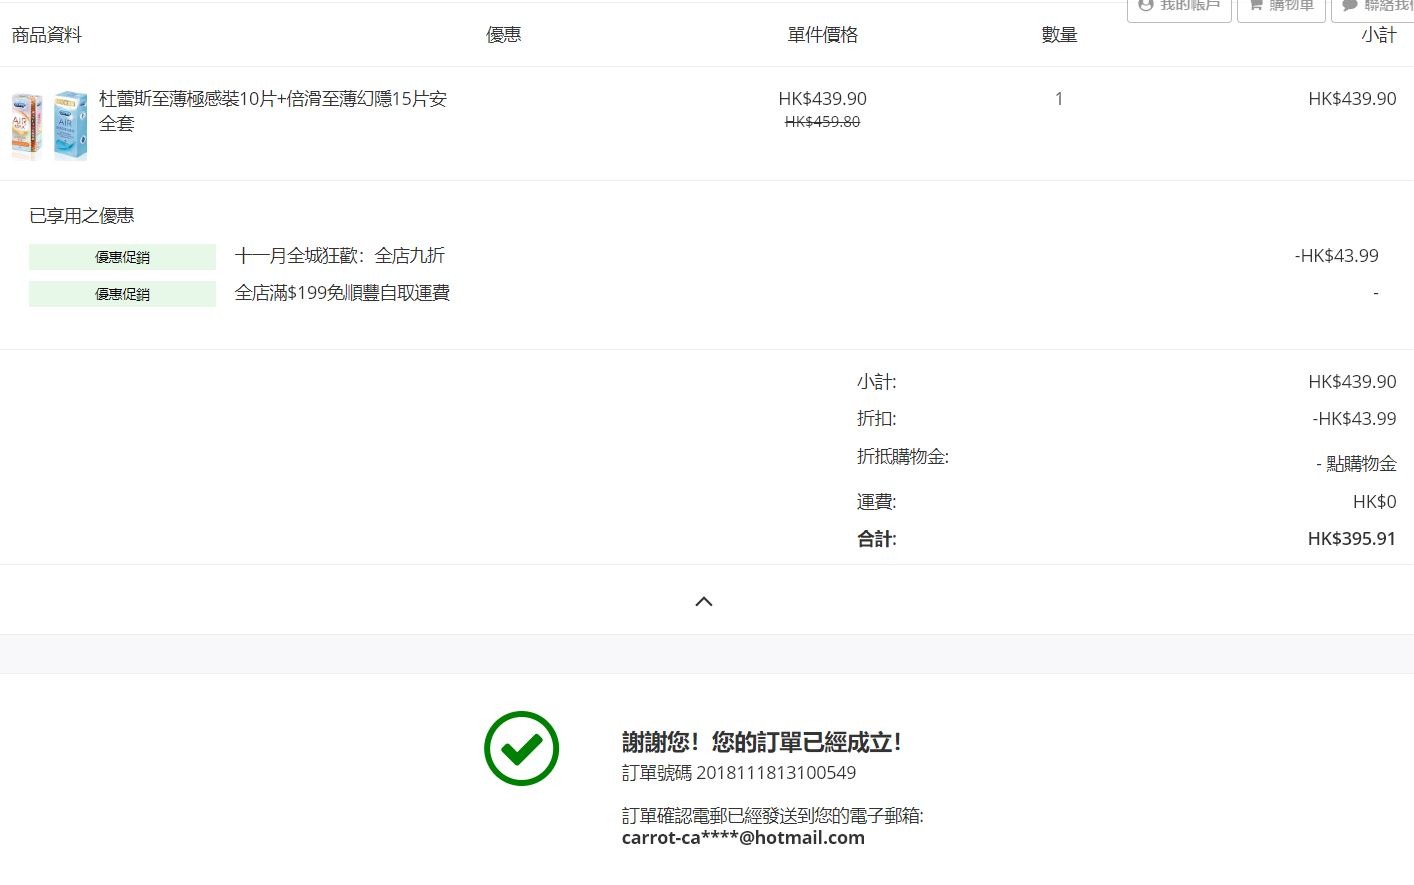 我的帳戶 購物車 聯絡我們
商品資料 優惠 單件價格 數量 小計
杜蕾斯至薄極感裝10片+倍滑至薄幻隱15片安 HK$439.90 1 HK$439.90
全套 HK$459.80
AIR
AIR
已享用之優惠
優惠促銷 十一月全城狂歡：全店九折 -HK$43.99
優惠促銷 全店滿$199免順豐自取運費 -
小計: HK$439.90
折扣: -HK$43.99
折抵購物金: - 點購物金
運費: HK$0
合計: HK$395.91
謝謝您！您的訂單已經成立！
訂單號碼 2018111813100549
訂單確認電郵已經發送到您的電子郵箱:
carrot-ca****@hotmail.com